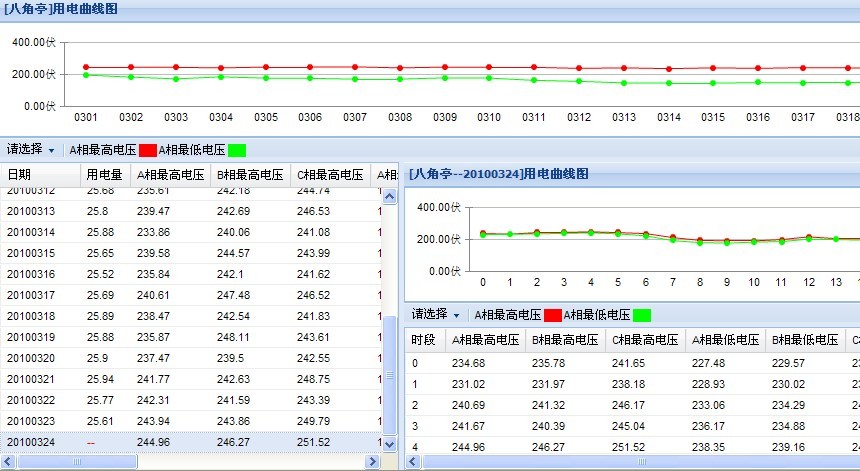 [八角亭]用电曲线图
400.00伏
200.00伏
0.00伏
0301 0302 0303 0304 0305 0306 0307 0308 0309 0310 0311 0312 0313 0314 0315 0316 0317 0318
请选择 A相最高电压 A相最低电压
日期 用电量 A相最高电压 B相最高电压 C相最高电压 A相
20100312 25.68 235.61 242.18 244.74 1
20100313 25.8 239.47 242.69 246.53 1
20100314 25.88 233.86 240.06 241.08 1
20100315 25.65 239.58 244.57 243.99 1
20100316 25.52 235.84 242.1 241.62 1
20100317 25.69 240.61 247.48 246.52 1
20100318 25.89 238.47 242.54 241.83 1
20100319 25.88 235.87 248.11 243.61 1
20100320 25.9 237.47 239.5 242.55 1
20100321 25.94 241.77 242.63 248.75 1
20100322 25.77 242.31 241.59 243.39 1
20100323 25.61 243.94 243.86 249.79 1
20100324 -- 244.96 246.27 251.52 1
[八角亭--20100324]用电曲线图
400.00伏
200.00伏
0.00伏
0 1 2 3 4 5 6 7 8 9 10 11 12 13
请选择 A相最高电压 A相最低电压
时段 A相最高电压 B相最高电压 C相最高电压 A相最低电压 B相最低电压
0 234.68 235.78 241.65 227.48 229.57
1 231.02 231.97 238.18 228.93 230.02
2 240.69 241.32 246.17 233.06 234.29
3 241.67 240.39 245.04 236.17 234.88
4 244.96 246.27 251.52 238.35 239.16